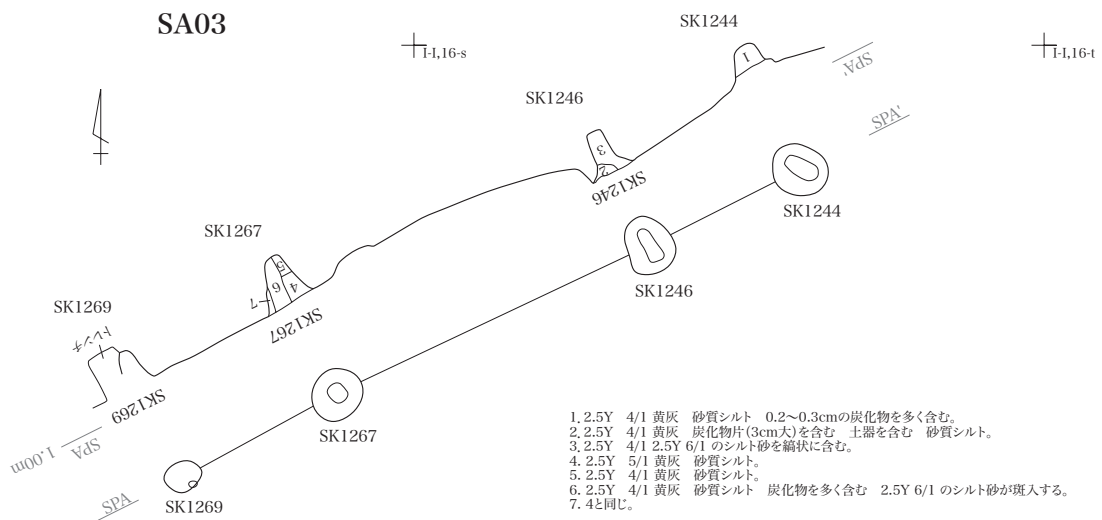 SA03
SK1244
I-I,16-s
I-I,16-t
1
SPA'
SK1246
SPA'
3
2
SK1246
SK1244
SK1267
5
6
4
7
SK1246
SK1269
SK1267
トレンチ
SK1269
1.00m
SPA
SK1267
SPA
SK1269
1. 2.5Y 4/1 黄灰 砂質シルト 0.2〜0.3cmの炭化物を多く含む。
2. 2.5Y 4/1 黄灰 炭化物片(3cm大)を含む 土器を含む 砂質シルト。
3. 2.5Y 4/1 2.5Y 6/1 のシルト砂を縞状に含む。
4. 2.5Y 5/1 黄灰 砂質シルト。
5. 2.5Y 4/1 黄灰 砂質シルト。
6. 2.5Y 4/1 黄灰 砂質シルト 炭化物を多く含む 2.5Y 6/1 のシルト砂が斑入する。
7. 4と同じ。